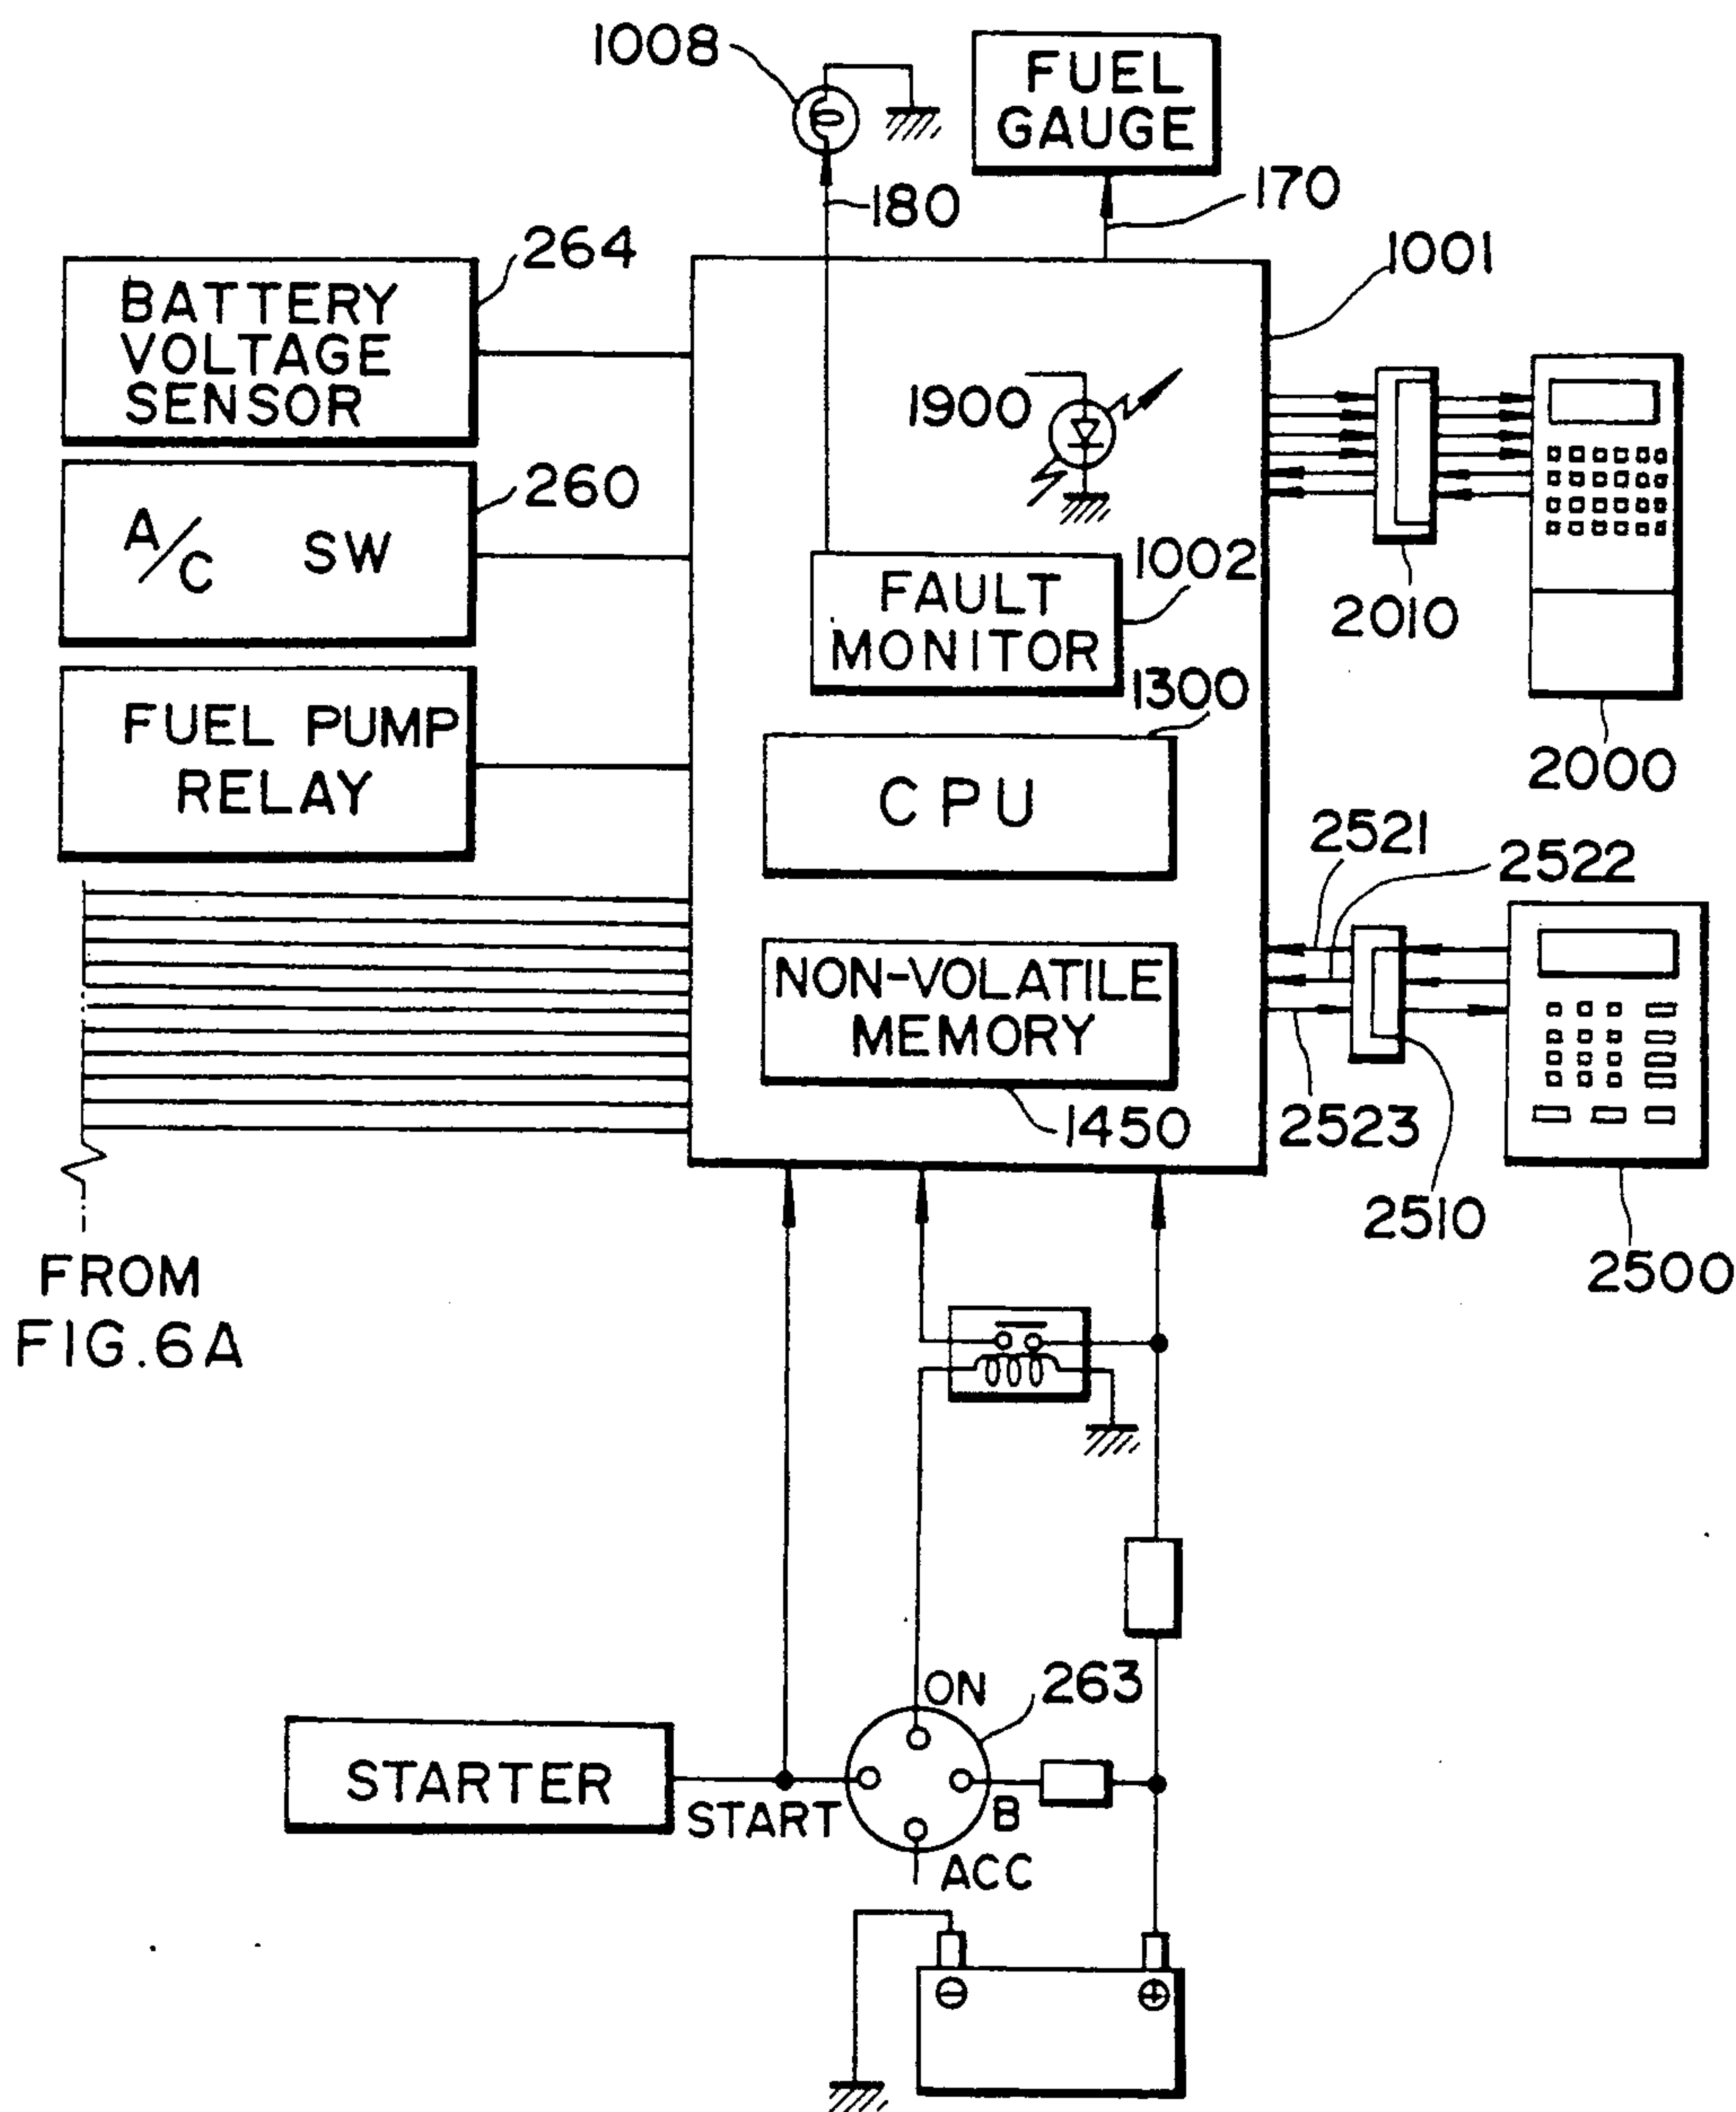 1008
FUEL
GAUGE
180
170
264
1001
BATTERY
VOLTAGE
SENSOR
1900
260
A/C SW
2010
1002
FAULT
MONITOR
1300
FUEL PUMP
RELAY
2000
CPU
2521
2522
NON-VOLATILE
MEMORY
1450
2523
2510
2500
FROM
FIG.6A
ON
263
STARTER
START
B
ACC
⊖
⊕